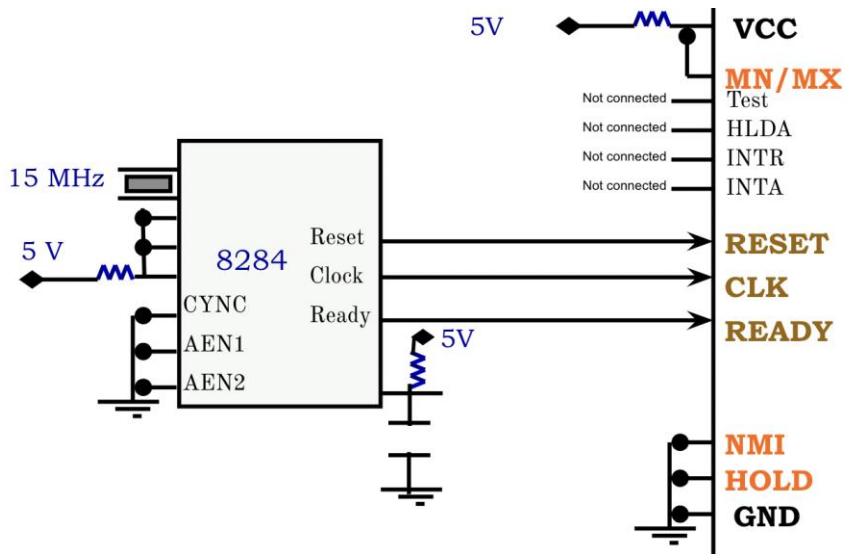 5V
VCC
MN/MX
Not connected Test
Not connected HLDA
Not connected INTR
Not connected INTA
15 MHz
5 V
8284
Reset
Clock
Ready
CYNC
AEN1
AEN2
RESET
CLK
READY
5V
NMI
HOLD
GND